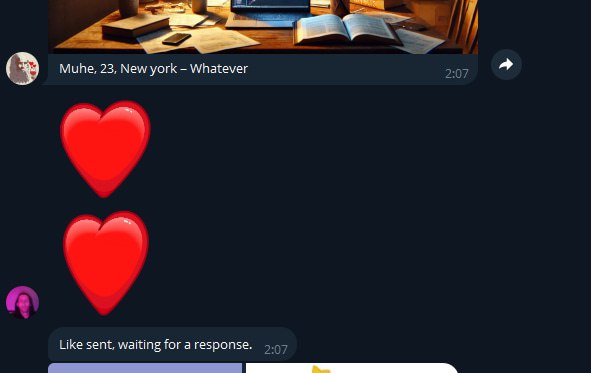 Muhe, 23, New york – Whatever
2:07
Like sent, waiting for a response.
2:07